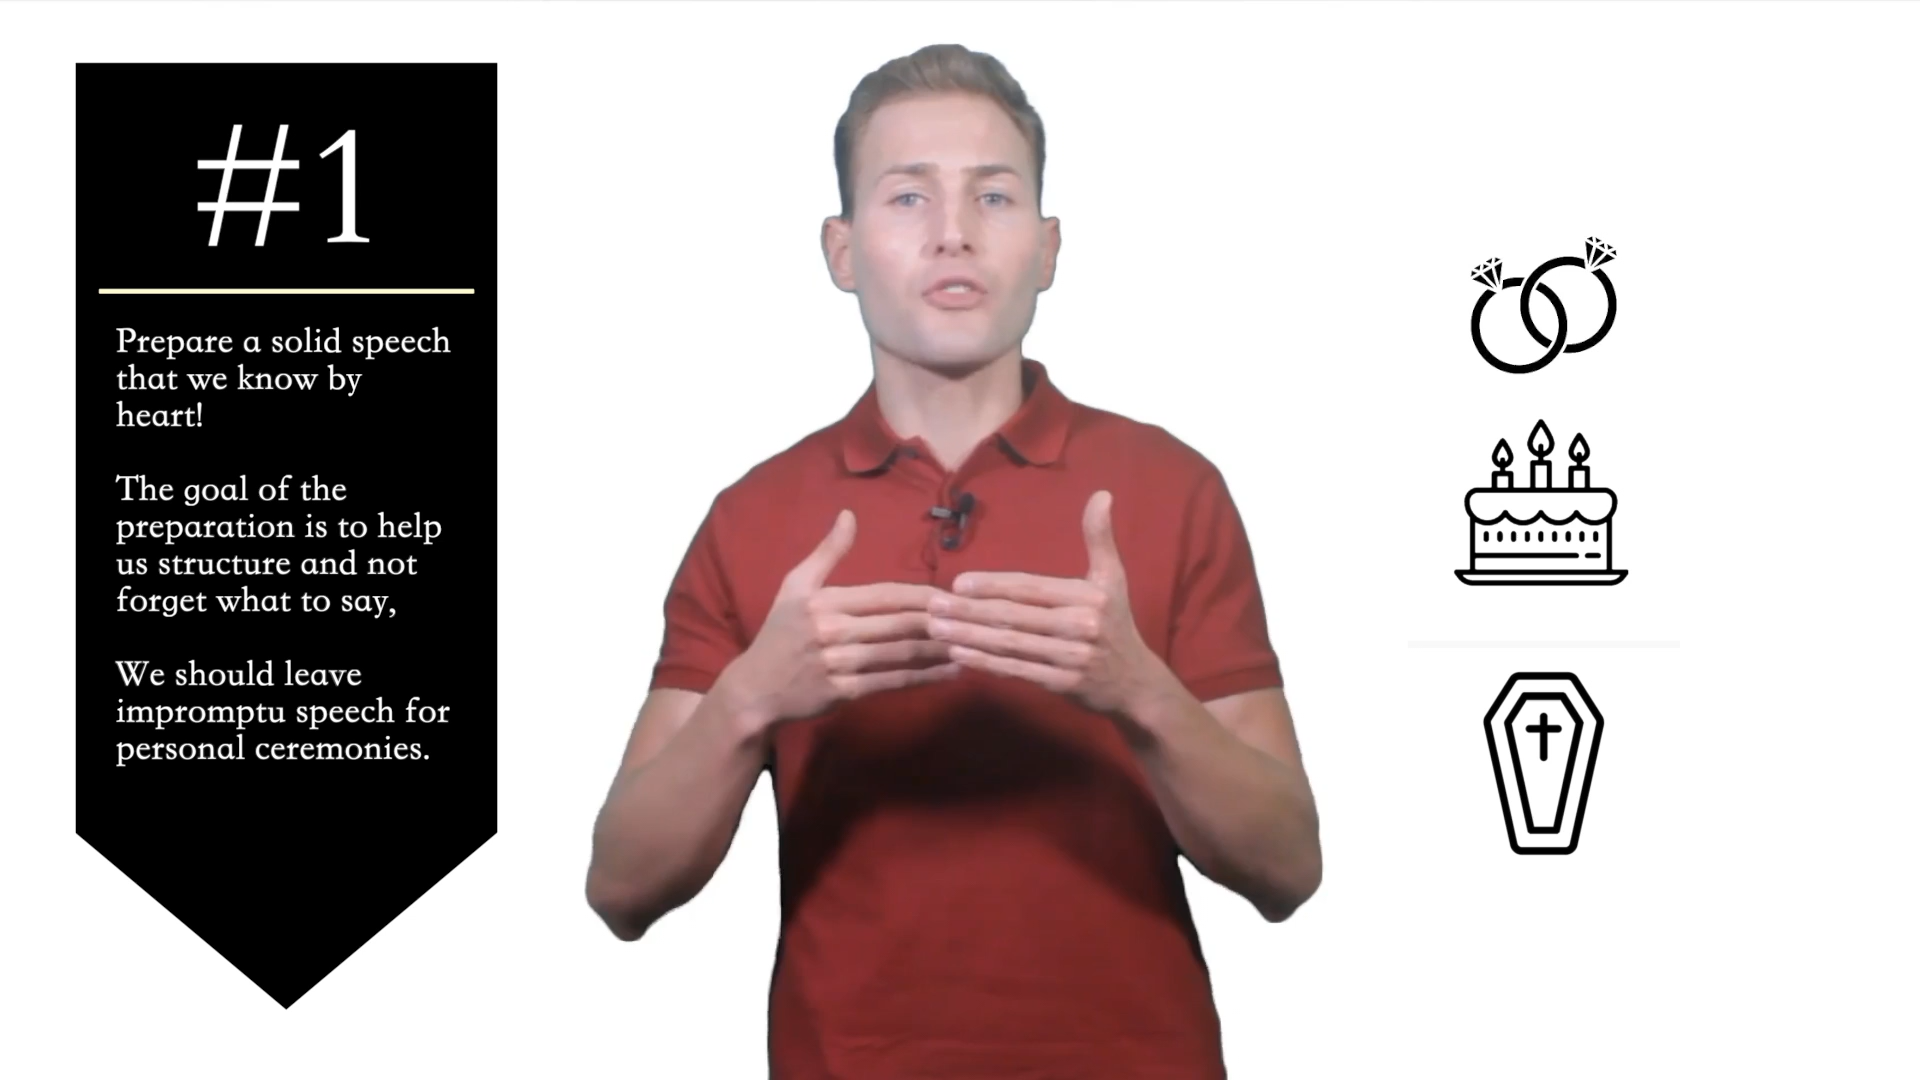 #1
Prepare a solid speech
that we know by
heart!
The goal of the
preparation is to help
us structure and not
forget what to say,
We should leave
impromptu speech for
personal ceremonies.